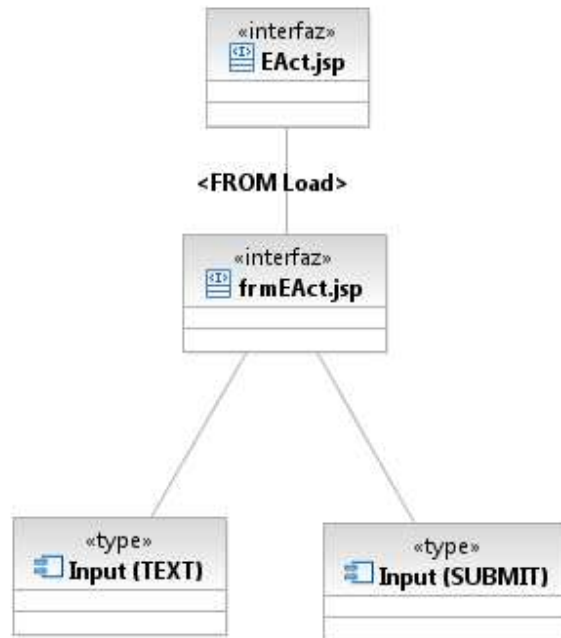 «interfaz»
EAct.jsp
<FROM Load>
«interfaz»
frmEAct.jsp
«type»
Input (TEXT)
«type»
Input (SUBMIT)